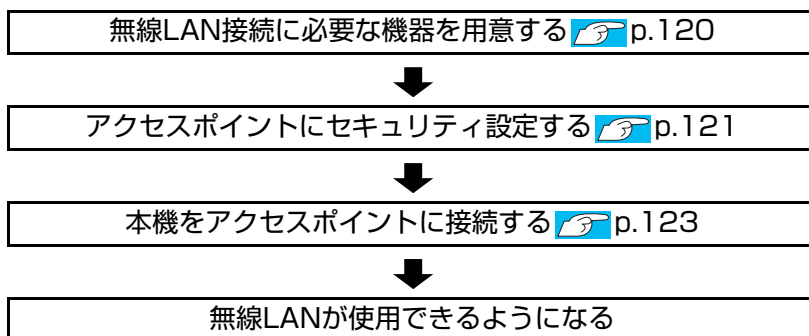 無線LAN接続に必要な機器を用意する p.120
アクセスポイントにセキュリティ設定する p.121
本機をアクセスポイントに接続する p.123
無線LANが使用できるようになる